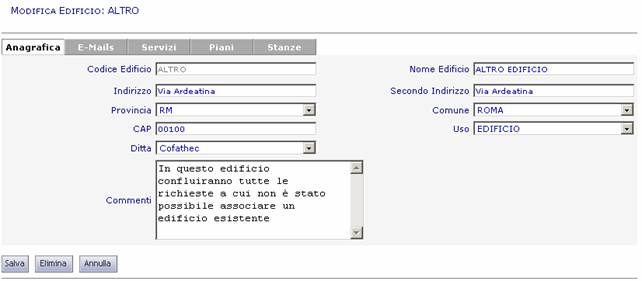 MODIFICA EDIFICIO: ALTRO
Anagrafica E-Mails Servizi Piani Stanze
Codice Edificio ALTRO Nome Edificio ALTRO EDIFICIO
Indirizzo Via Ardeatina Secondo Indirizzo Via Ardeatina
Provincia RM Comune ROMA
CAP 00100 Uso EDIFICIO
Ditta Cofathec
Commenti In questo edificio
confluiranno tutte le
richieste a cui non è stato
possibile associare un
edificio esistente
Salva Elimina Annulla